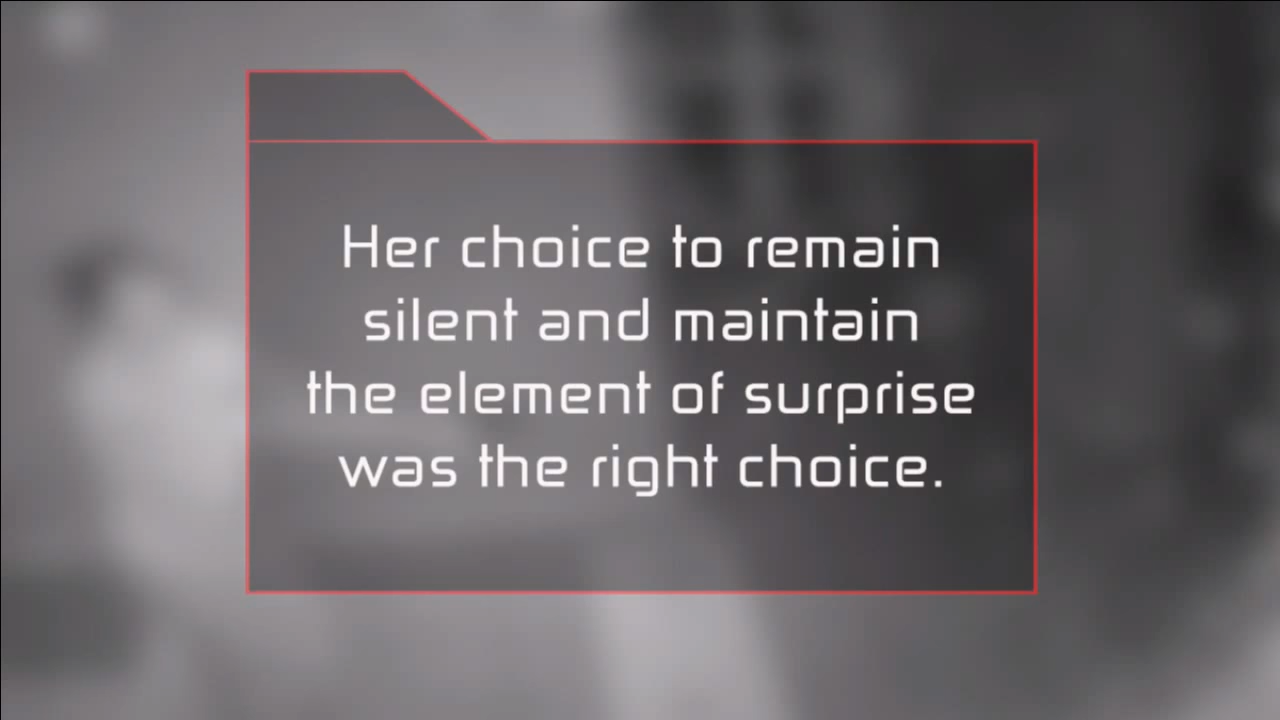 Her choice to remain
silent and maintain
the element of surprise
was the right choice.